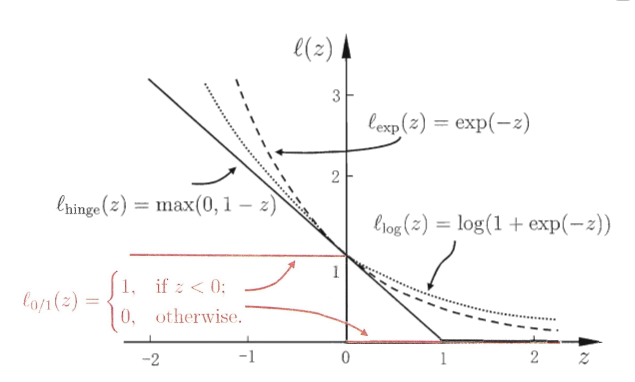 ℓ(z)
3
ℓ_exp(z) = exp(−z)
2
ℓ_hinge(z) = max(0, 1 − z)
ℓ_log(z) = log(1 + exp(−z))
1
ℓ_0/1(z) = { 1, if z < 0;
0, otherwise.
−2 −1 0 1 2 z